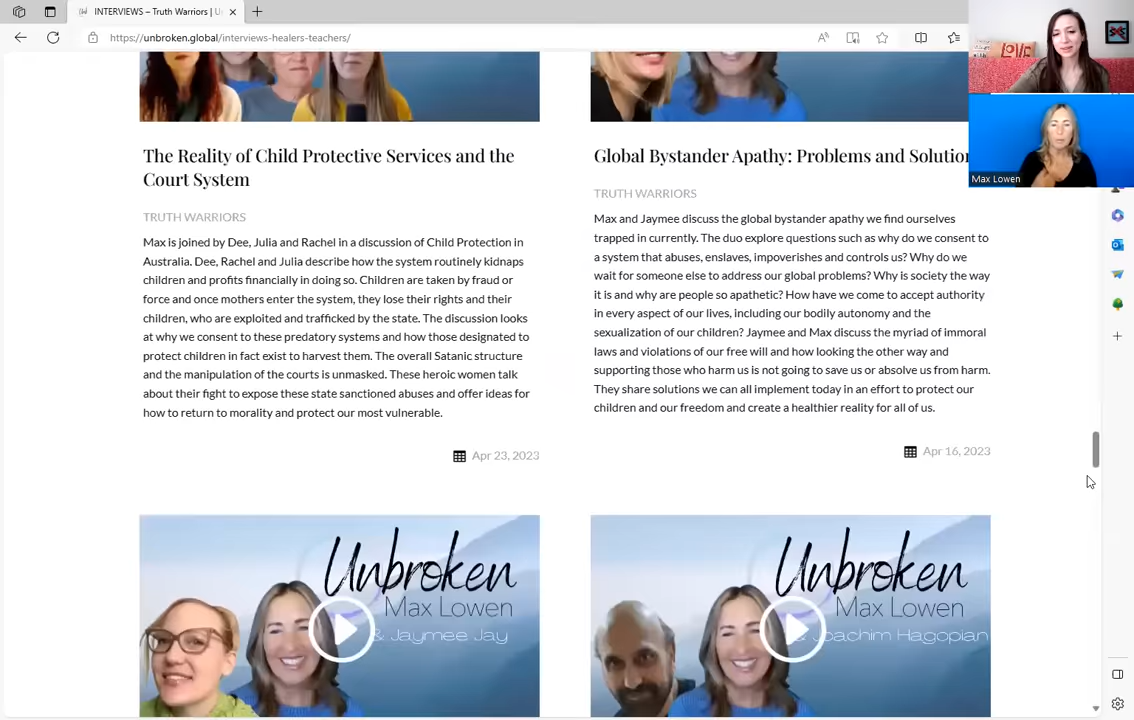 INTERVIEWS – Truth Warriors | U
https://unbroken.global/interviews-healers-teachers/
LOVE
Max Lowen
The Reality of Child Protective Services and the
Court System
TRUTH WARRIORS
Max is joined by Dee, Julia and Rachel in a discussion of Child Protection in
Australia. Dee, Rachel and Julia describe how the system routinely kidnaps
children and profits financially in doing so. Children are taken by fraud or
force and once mothers enter the system, they lose their rights and their
children, who are exploited and trafficked by the state. The discussion looks
at why we consent to these predatory systems and how those designated to
protect children in fact exist to harvest them. The overall Satanic structure
and the manipulation of the courts is unmasked. These heroic women talk
about their fight to expose these state sanctioned abuses and offer ideas for
how to return to morality and protect our most vulnerable.
Apr 23, 2023
Global Bystander Apathy: Problems and Solution
TRUTH WARRIORS
Max and Jaymee discuss the global bystander apathy we find ourselves
trapped in currently. The duo explore questions such as why do we consent to
a system that abuses, enslaves, impoverishes and controls us? Why do we
wait for someone else to address our global problems? Why is society the way
it is and why are people so apathetic? How have we come to accept authority
in every aspect of our lives, including our bodily autonomy and the
sexualization of our children? Jaymee and Max discuss the myriad of immoral
laws and violations of our free will and how looking the other way and
supporting those who harm us is not going to save us or absolve us from harm.
They share solutions we can all implement today in an effort to protect our
children and our freedom and create a healthier reality for all of us.
Apr 16, 2023
Unbroken
Max Lowen
& Jaymee Jay
Unbroken
Max Lowen
& Joachim Hagopian